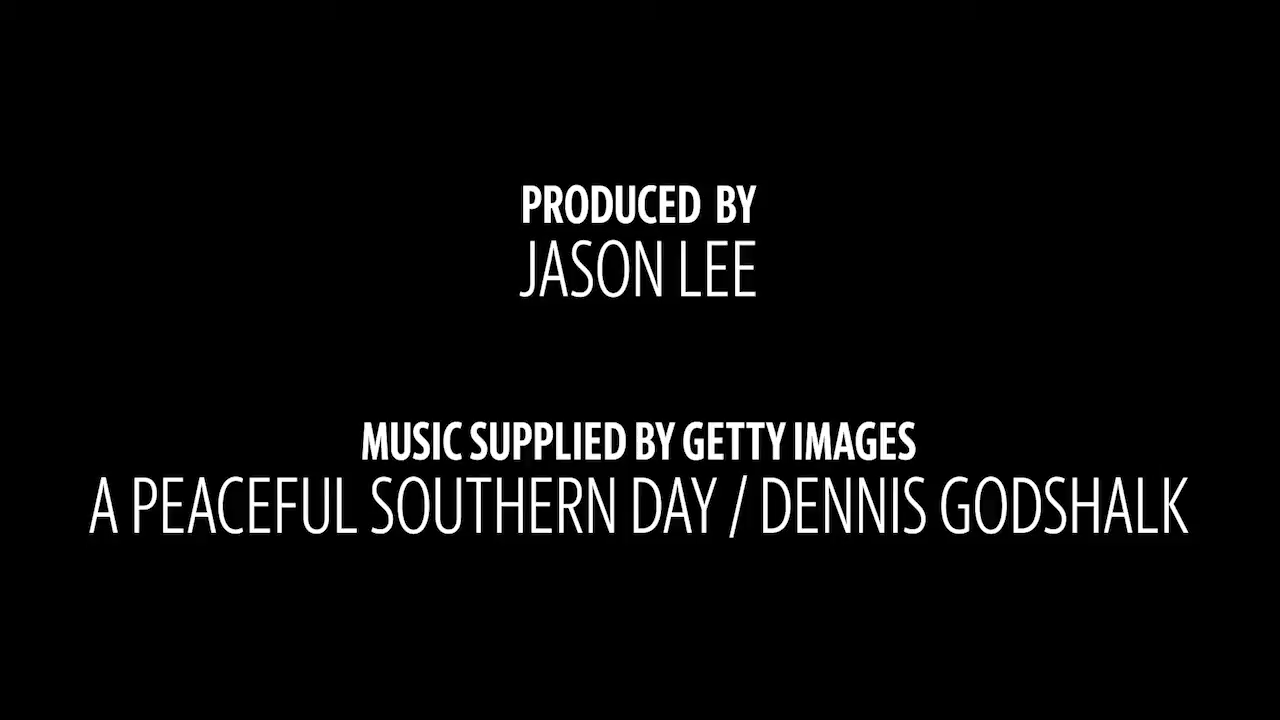 PRODUCED BY
JASON LEE
MUSIC SUPPLIED BY GETTY IMAGES
A PEACEFUL SOUTHERN DAY / DENNIS GODSHALK